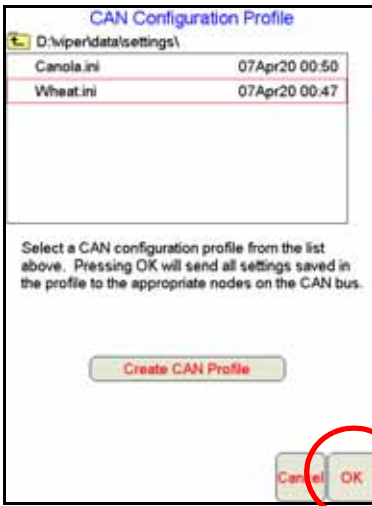 CAN Configuration Profile
D:\viper\data\settings\
Canola.ini 07Apr20 00:50
Wheat.ini 07Apr20 00:47
Select a CAN configuration profile from the list
above. Pressing OK will send all settings saved in
the profile to the appropriate nodes on the CAN bus.
Create CAN Profile
Cancel OK